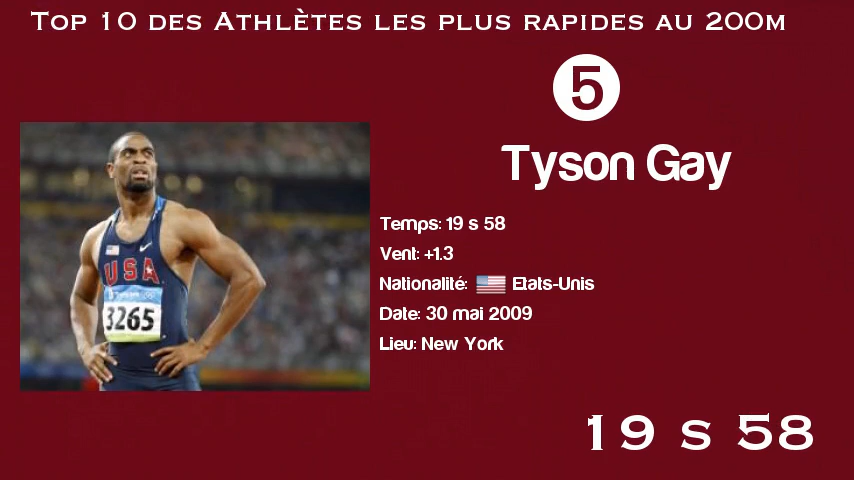 Top 10 des Athlètes les plus rapides au 200m
5
Tyson Gay
Temps: 19 s 58
Vent: +1.3
Nationalité: Etats-Unis
Date: 30 mai 2009
Lieu: New York
USA
3265
19 s 58